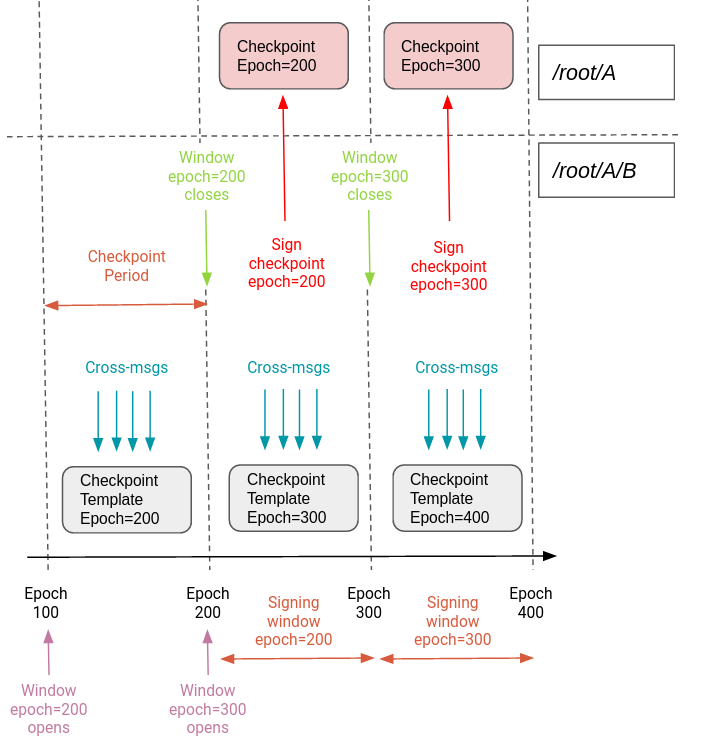 Checkpoint
Epoch=200
Checkpoint
Epoch=300
/root/A
/root/A/B
Window
epoch=200
closes
Window
epoch=300
closes
Sign
checkpoint
epoch=200
Sign
checkpoint
epoch=300
Checkpoint
Period
Cross-msgs
Cross-msgs
Cross-msgs
Checkpoint
Template
Epoch=200
Checkpoint
Template
Epoch=300
Checkpoint
Template
Epoch=400
Epoch
100
Epoch
200
Epoch
300
Epoch
400
Signing
window
epoch=200
Signing
window
epoch=300
Window
epoch=200
opens
Window
epoch=300
opens